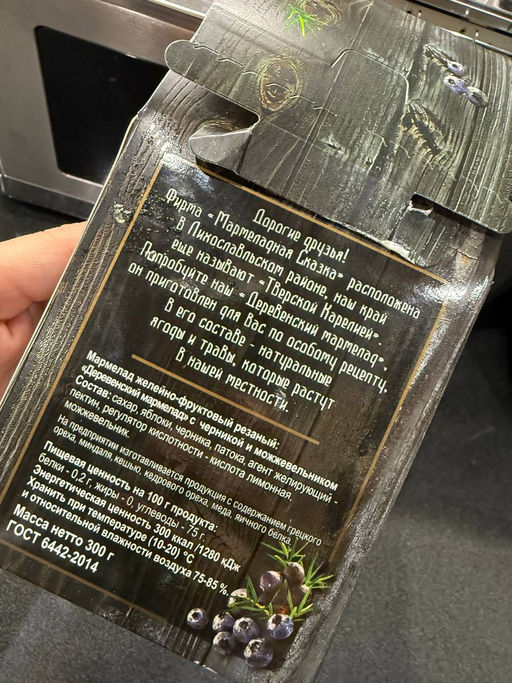 Дорогие друзья!
Фирма «Мармеладная Сказка» расположена
в Лихославльском районе, наш край
еще называют «Тверской Карелией».
Попробуйте наш «Деревенский мармелад»,
он приготовлен для Вас по особому рецепту,
в его составе - натуральные
ягоды и травы, которые растут
в нашей местности.
Мармелад желейно-фруктовый резаный:
«Деревенский мармелад» с черникой и можжевельником
Состав: сахар, яблоки, черника, патока, агент желирующий -
пектин, регулятор кислотности - кислота лимонная,
можжевельник.
На предприятии изготавливается продукция с содержанием грецкого
ореха, миндаля, кешью, кедрового ореха, меда, яичного белка.
Пищевая ценность на 100 г продукта:
белки - 0,2 г, жиры - 0, углеводы - 75 г.
Энергетическая ценность 300 ккал/1280 кДж
Хранить при температуре (10-20) °С
и относительной влажности воздуха 75-85 %.
Масса нетто 300 г
ГОСТ 6442-2014